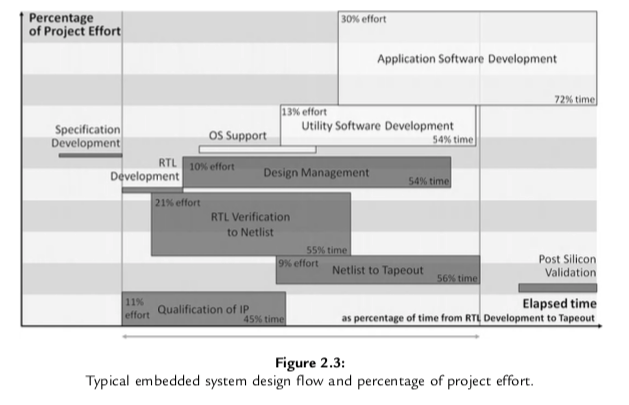 Percentage
of Project Effort
30% effort
Application Software Development
72% time
13% effort
Utility Software Development
54% time
Specification
Development
OS Support
RTL
Development
10% effort
Design Management
54% time
21% effort
RTL Verification
to Netlist
55% time
9% effort
Netlist to Tapeout
56% time
Post Silicon
Validation
11%
effort
Qualification of IP
45% time
Elapsed time
as percentage of time from RTL Development to Tapeout
Figure 2.3:
Typical embedded system design flow and percentage of project effort.